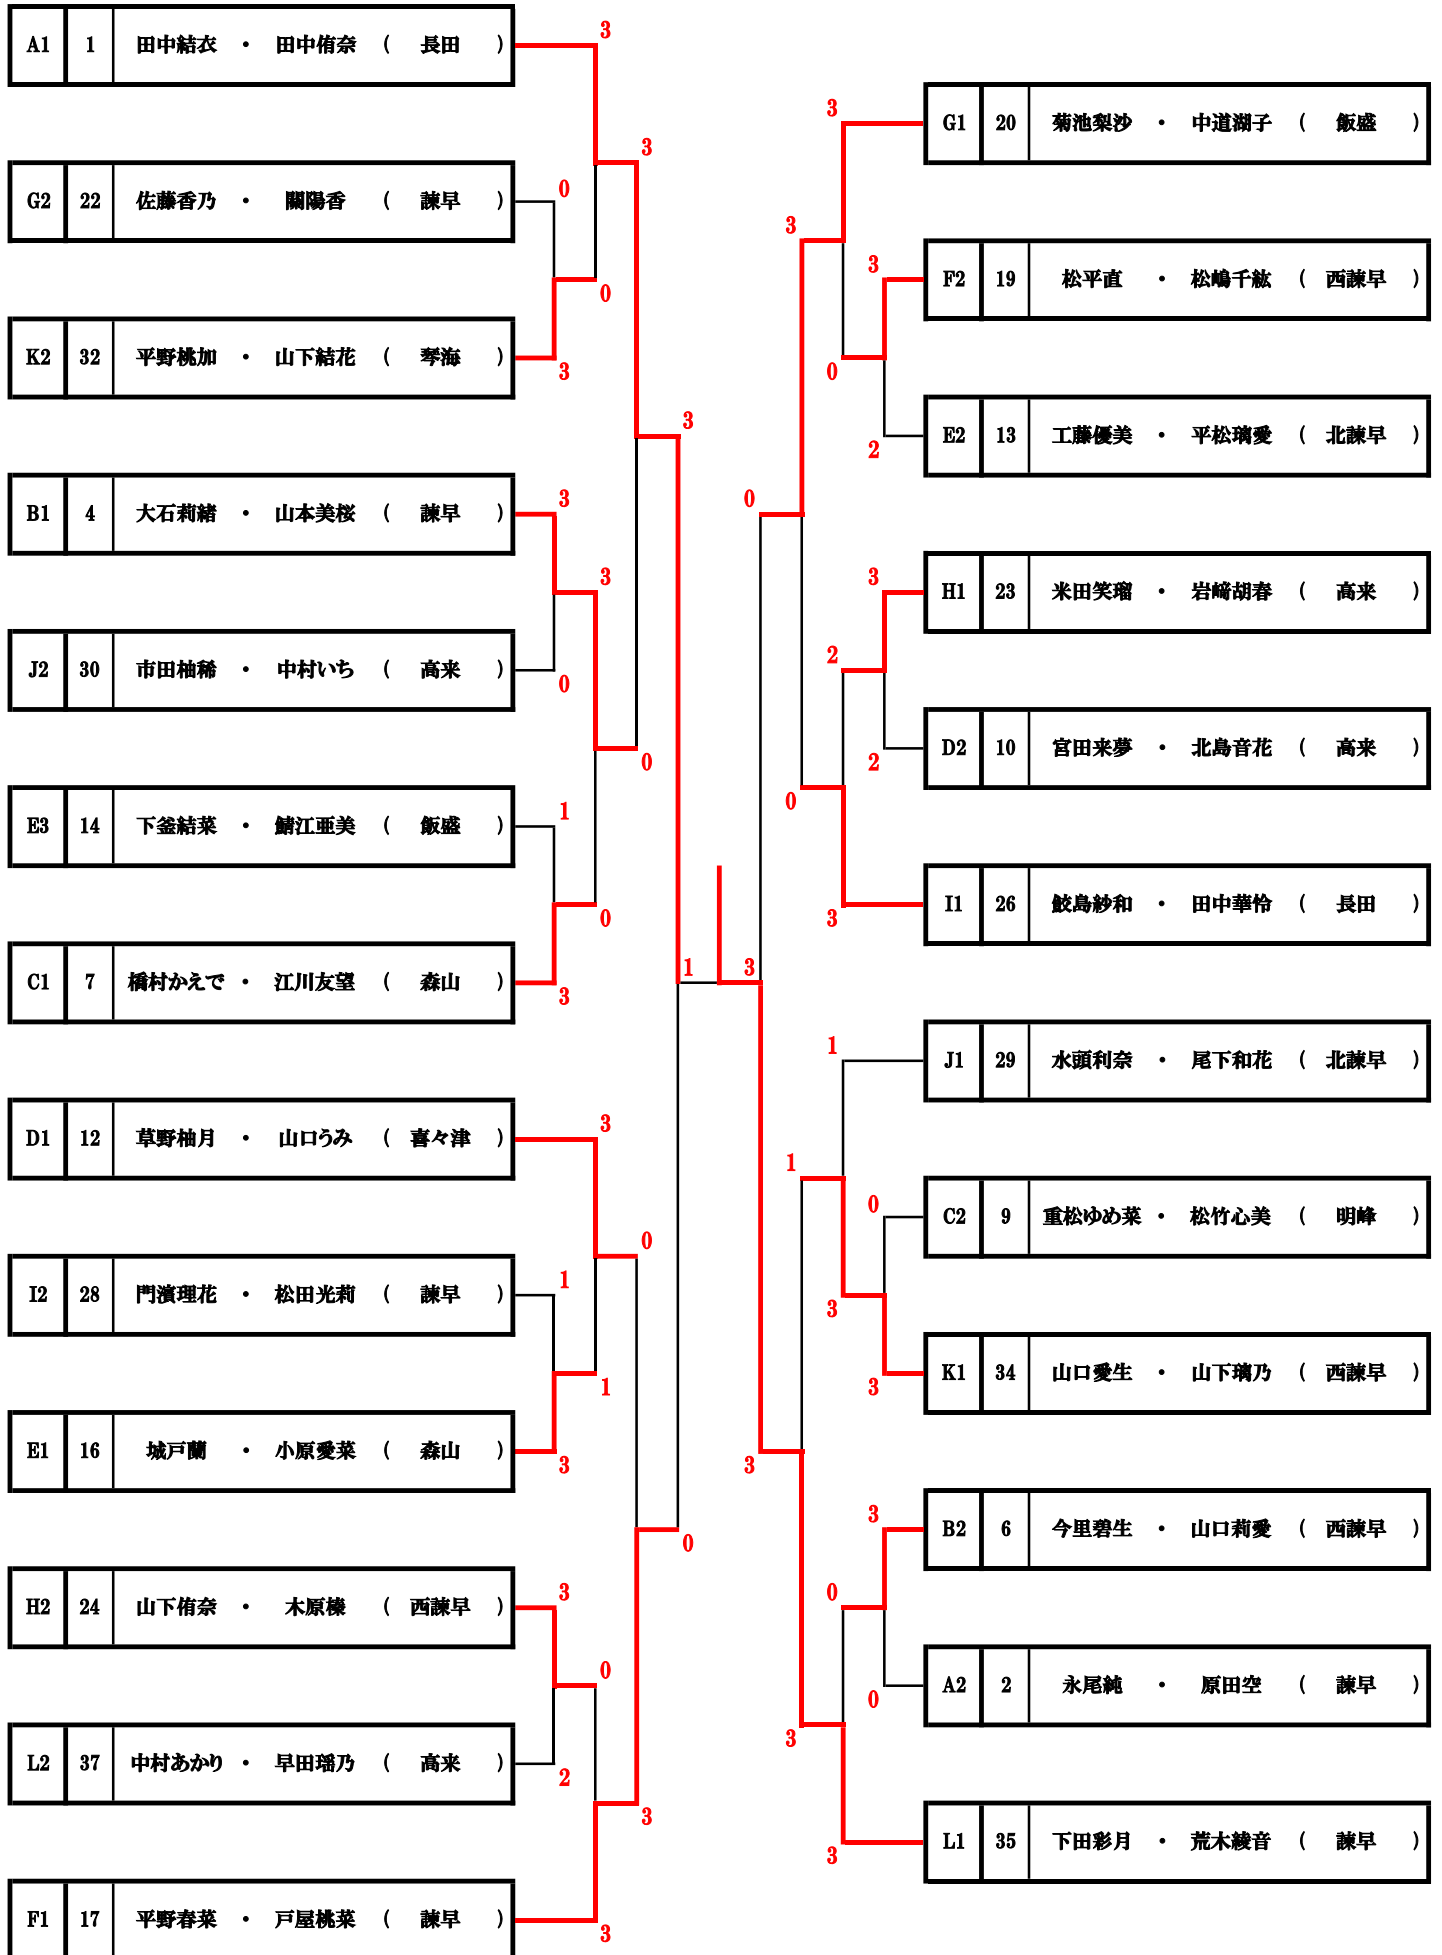 A1 1 田中結衣 ・ 田中侑奈 ( 長田 )
G2 22 佐藤香乃 ・ 關陽香 ( 諫早 )
K2 32 平野桃加 ・ 山下結花 ( 琴海 )
B1 4 大石莉緒 ・ 山本美桜 ( 諫早 )
J2 30 市田柚稀 ・ 中村いち ( 高来 )
E3 14 下釜結菜 ・ 鯖江亜美 ( 飯盛 )
C1 7 橋村かえで ・ 江川友望 ( 森山 )
D1 12 草野柚月 ・ 山口うみ ( 喜々津 )
I2 28 門濱理花 ・ 松田光莉 ( 諫早 )
E1 16 城戸蘭 ・ 小原愛菜 ( 森山 )
H2 24 山下侑奈 ・ 木原榛 ( 西諫早 )
L2 37 中村あかり ・ 早田瑶乃 ( 高来 )
F1 17 平野春菜 ・ 戸屋桃菜 ( 諫早 )
3
0
3
3
0
1
3
3
1
3
3
2
3
3
0
3
0
1
0
3
0
0
3
3
0
1
3
0
3
3
1
3
0
2
3
0
3
0
3
2
3
2
3
1
0
3
3
0
3
G1 20 菊池梨沙 ・ 中道湖子 ( 飯盛 )
F2 19 松平直 ・ 松嶋千紘 ( 西諫早 )
E2 13 工藤優美 ・ 平松璃愛 ( 北諫早 )
H1 23 米田笑瑠 ・ 岩﨑胡春 ( 高来 )
D2 10 宮田来夢 ・ 北島音花 ( 高来 )
I1 26 鮫島紗和 ・ 田中華怜 ( 長田 )
J1 29 水頭利奈 ・ 尾下和花 ( 北諫早 )
C2 9 重松ゆめ菜 ・ 松竹心美 ( 明峰 )
K1 34 山口愛生 ・ 山下璃乃 ( 西諫早 )
B2 6 今里碧生 ・ 山口莉愛 ( 西諫早 )
A2 2 永尾純 ・ 原田空 ( 諫早 )
L1 35 下田彩月 ・ 荒木綾音 ( 諫早 )